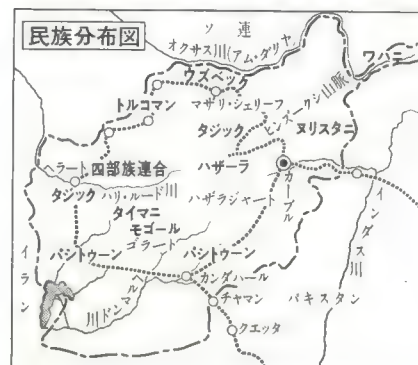 民族分布図
ソ連
オクサス川(アム・ダリヤ
ワハニ
ウズベック
マザリ・シェリーフ
ヒンズークシ山脈
トルコマン
タジック
ヌリスタニ
ヘラート
四部族連合
ハザーラ
タジック
ハリ・ルード川
ハザラジャート
カーブル
タイマニ
モゴール
ゴラート
インダス川
パシトゥーン
パシトゥーン
イラン
カンダハール
ヘルマンド川
チャマン
パキスタン
クエッタ